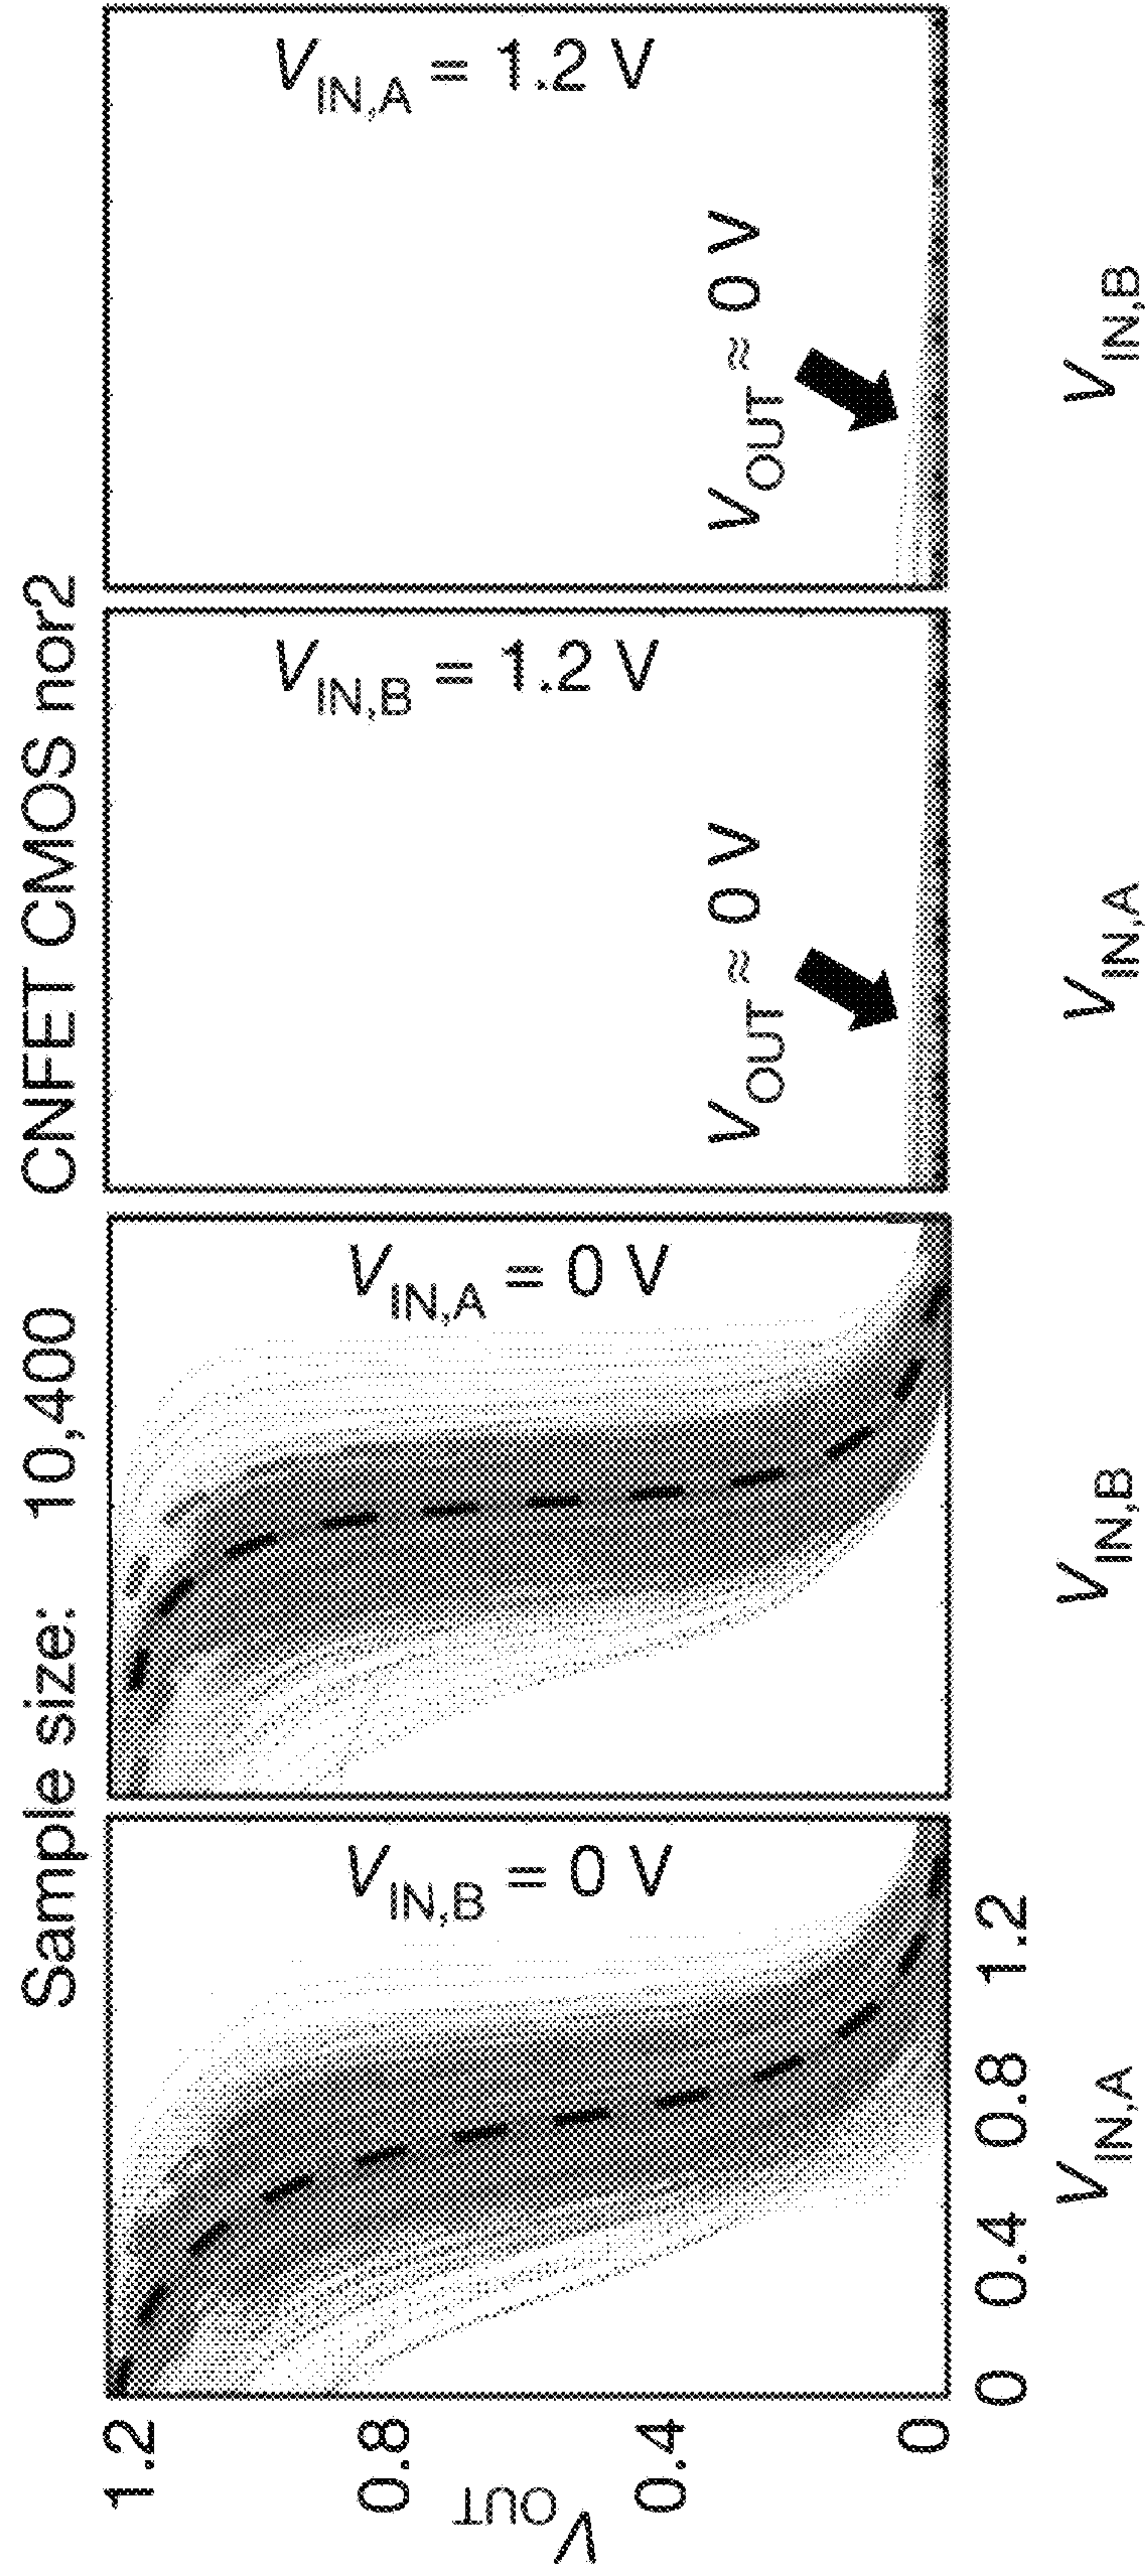 Sample size: 10,400 CNFET CMOS nor2
V_OUT
1.2
0.8
0.4
0
V_IN,B = 0 V
V_IN,A = 0 V
V_IN,B = 1.2 V
V_OUT ≈ 0 V
V_IN,A = 1.2 V
V_OUT ≈ 0 V
0 0.4 0.8 1.2
V_IN,A
V_IN,B
V_IN,A
V_IN,B